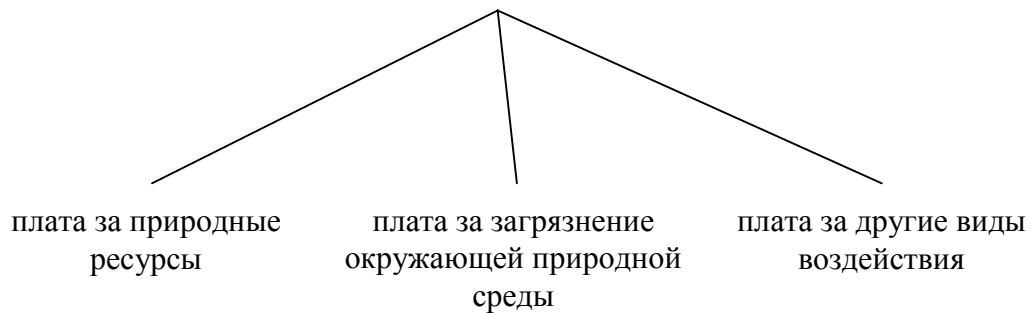 плата за природные
ресурсы
плата за загрязнение
окружающей природной
среды
плата за другие виды
воздействия